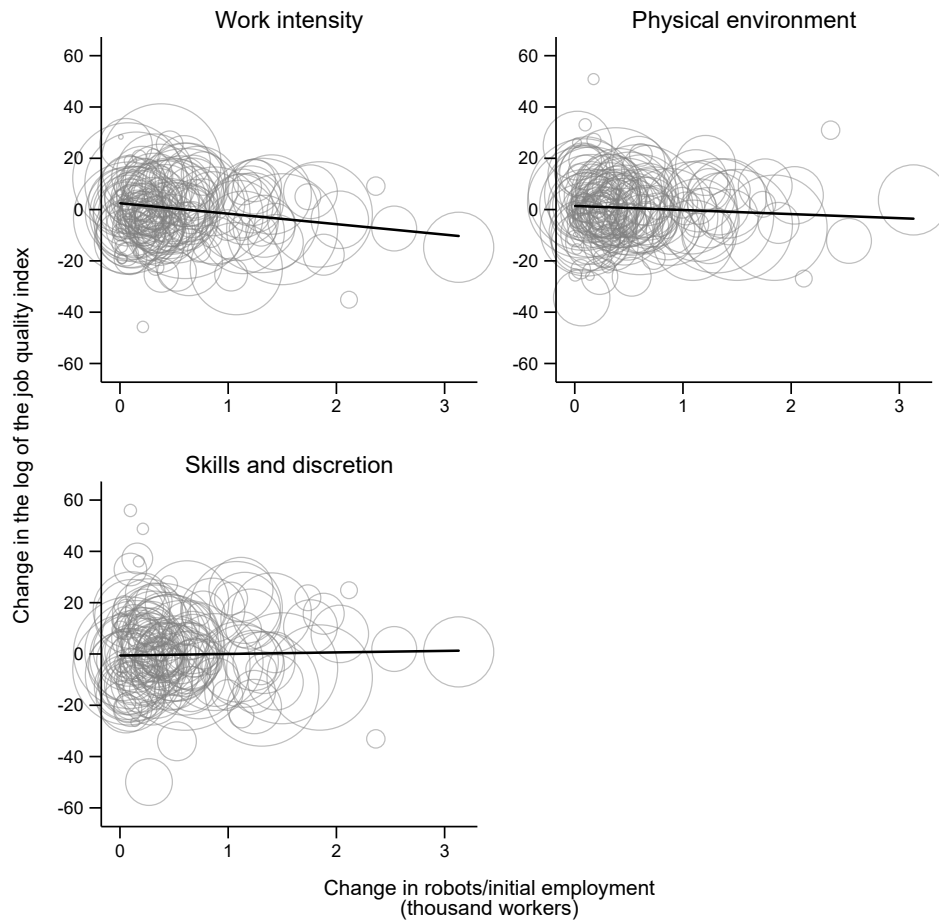 Work intensity
Physical environment
60
40
20
0
-20
-40
-60
0 1 2 3
60
40
20
0
-20
-40
-60
0 1 2 3
Skills and discretion
60
40
20
0
-20
-40
-60
0 1 2 3
Change in the log of the job quality index
Change in robots/initial employment
(thousand workers)